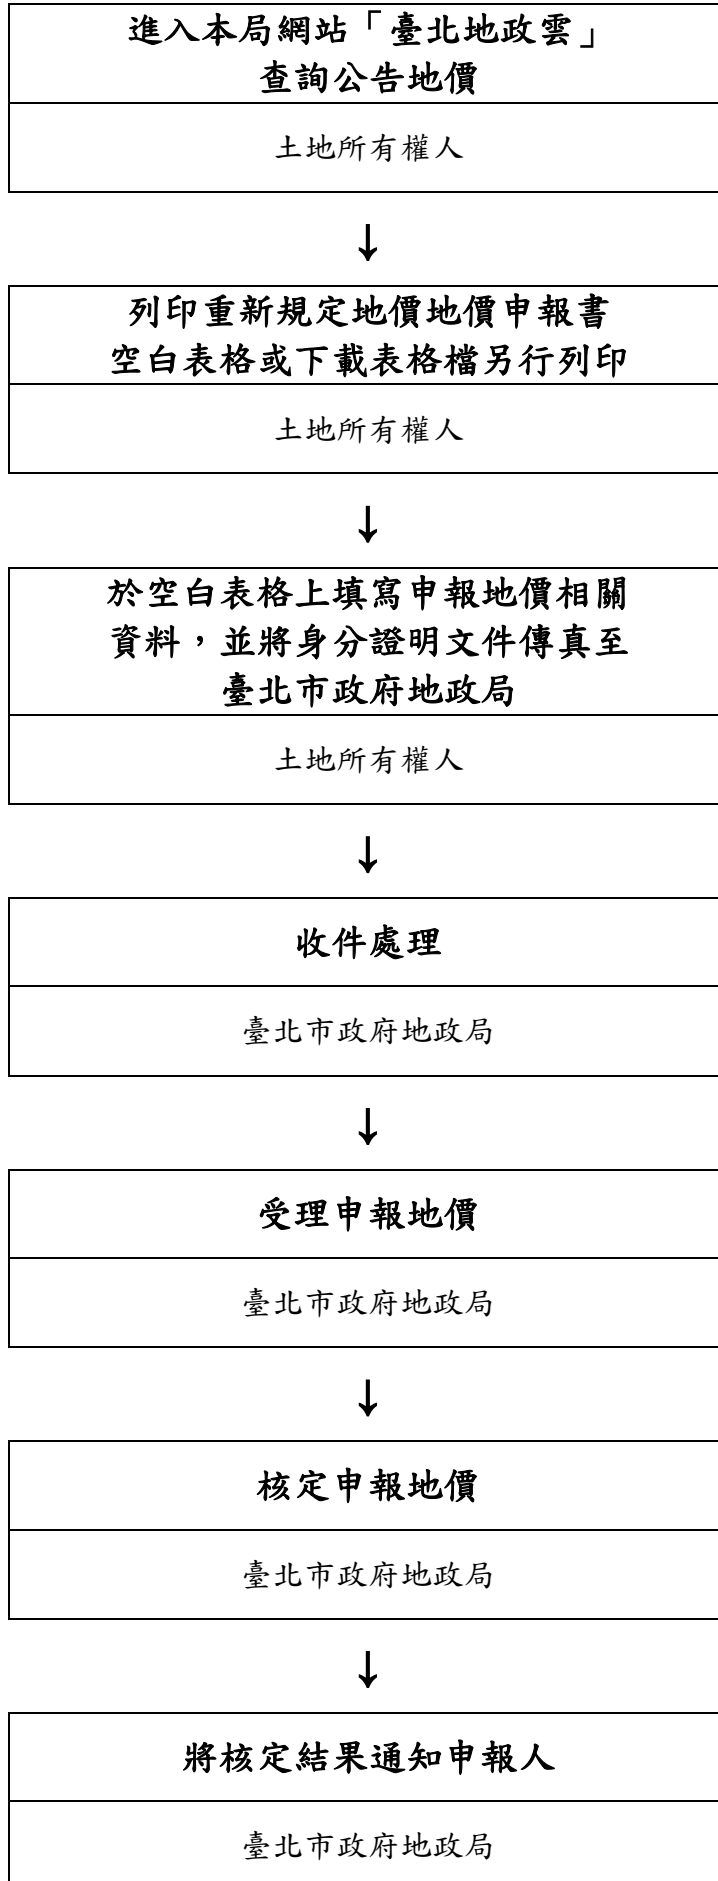 進入本局網站「臺北地政雲」
查詢公告地價
土地所有權人
↓
列印重新規定地價地價申報書
空白表格或下載表格檔另行列印
土地所有權人
↓
於空白表格上填寫申報地價相關
資料，並將身分證明文件傳真至
臺北市政府地政局
土地所有權人
↓
收件處理
臺北市政府地政局
↓
受理申報地價
臺北市政府地政局
↓
核定申報地價
臺北市政府地政局
↓
將核定結果通知申報人
臺北市政府地政局